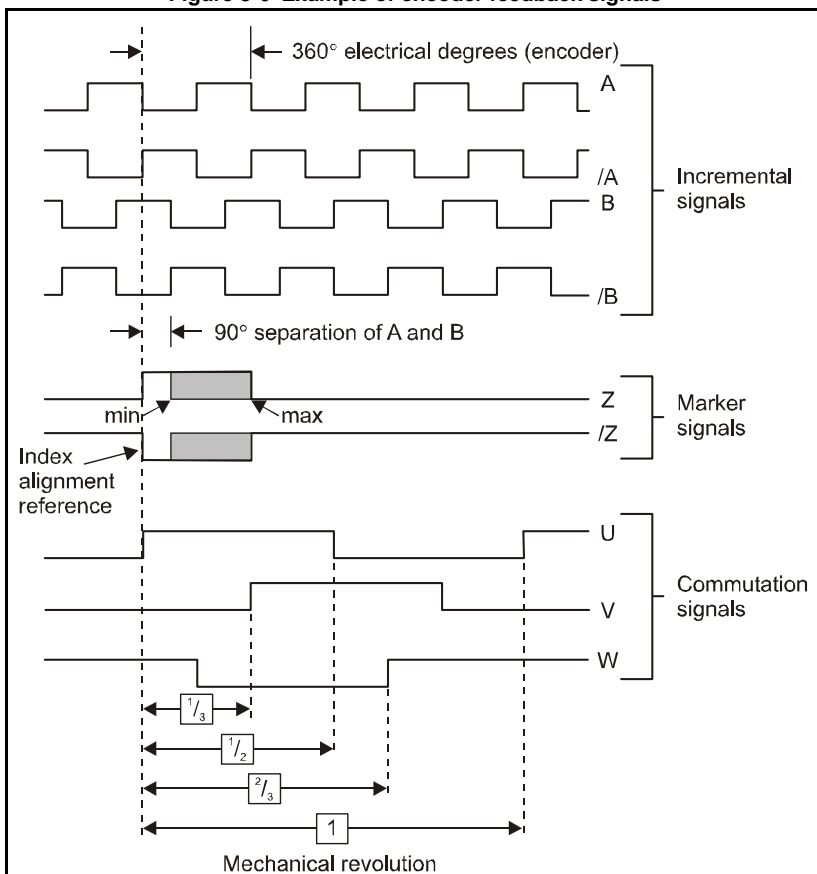 Figure 5-6 Example of encoder feedback signals
360° electrical degrees (encoder)
A
/A
B
/B
Incremental
signals
90° separation of A and B
Z
min
max
/Z
Marker
signals
Index
alignment
reference
U
V
W
Commutation
signals
1/3
1/2
2/3
1
Mechanical revolution